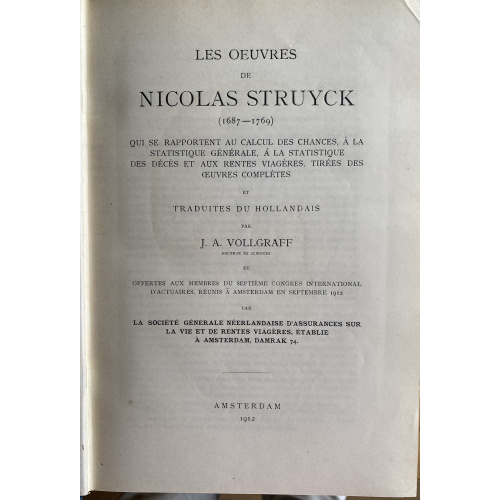 LES OEUVRES
DE
NICOLAS STRUYCK
(1687—1769)
QUI SE RAPPORTENT AU CALCUL DES CHANCES, À LA
STATISTIQUE GÉNÉRALE, À LA STATISTIQUE
DES DÉCÈS ET AUX RENTES VIAGÈRES, TIRÉES DES
ŒUVRES COMPLÈTES
ET
TRADUITES DU HOLLANDAIS
PAR
J. A. VOLLGRAFF
DOCTEUR ÈS SCIENCES
ET
OFFERTES AUX MEMBRES DU SEPTIÈME CONGRÈS INTERNATIONAL
D'ACTUAIRES, RÉUNIS À AMSTERDAM EN SEPTEMBRE 1912
PAR
LA SOCIÉTÉ GÉNÉRALE NÉERLANDAISE D'ASSURANCES SUR
LA VIE ET DE RENTES VIAGÈRES, ÉTABLIE
À AMSTERDAM, DAMRAK 74.
AMSTERDAM
1912